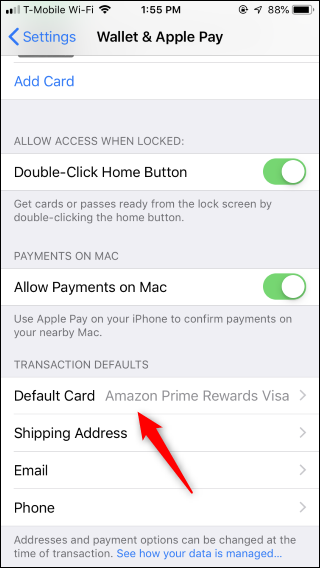 T-Mobile Wi-Fi 1:55 PM 88%
Settings Wallet & Apple Pay
Add Card
ALLOW ACCESS WHEN LOCKED:
Double-Click Home Button
Get cards or passes ready from the lock screen by
double-clicking the home button.
PAYMENTS ON MAC
Allow Payments on Mac
Use Apple Pay on your iPhone to confirm payments on
your nearby Mac.
TRANSACTION DEFAULTS
Default Card Amazon Prime Rewards Visa
Shipping Address
Email
Phone
Addresses and payment options can be changed at the
time of transaction. See how your data is managed...